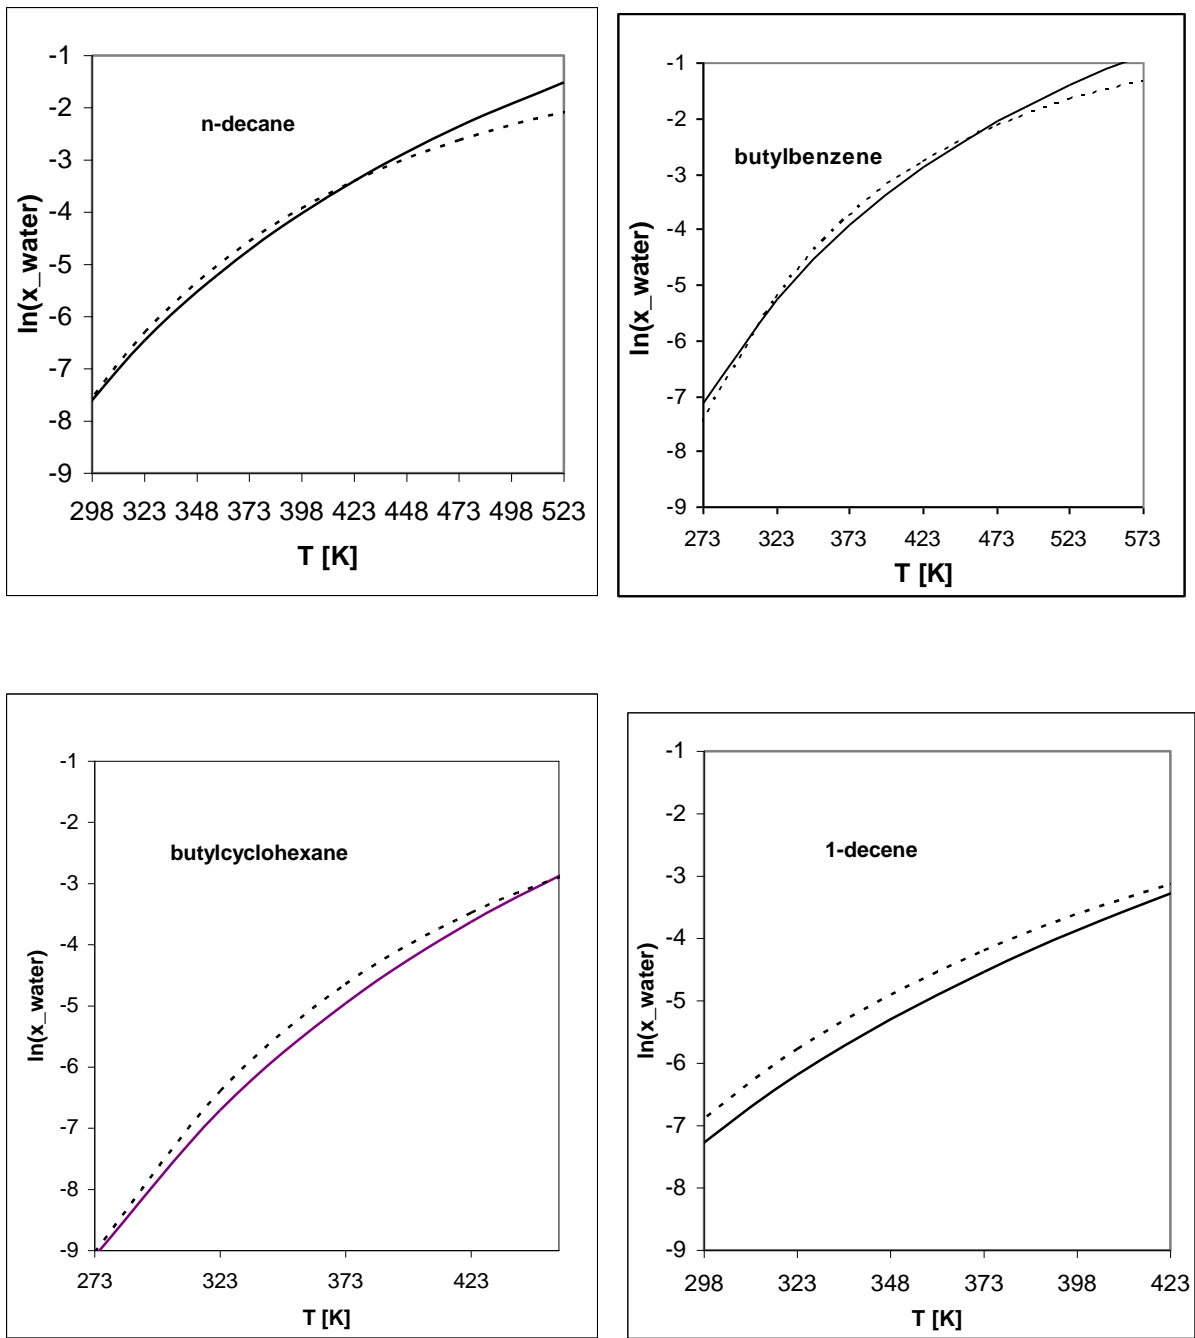 -1
-2
-3
-4
-5
-6
-7
-8
-9
n-decane
ln(x_water)
298 323 348 373 398 423 448 473 498 523
T [K]
-1
-2
-3
-4
-5
-6
-7
-8
-9
butylbenzene
ln(x_water)
273 323 373 423 473 523 573
T [K]
-1
-2
-3
-4
-5
-6
-7
-8
-9
butylcyclohexane
ln(x_water)
273 323 373 423
T [K]
-1
-2
-3
-4
-5
-6
-7
-8
-9
1-decene
ln(x_water)
298 323 348 373 398 423
T [K]